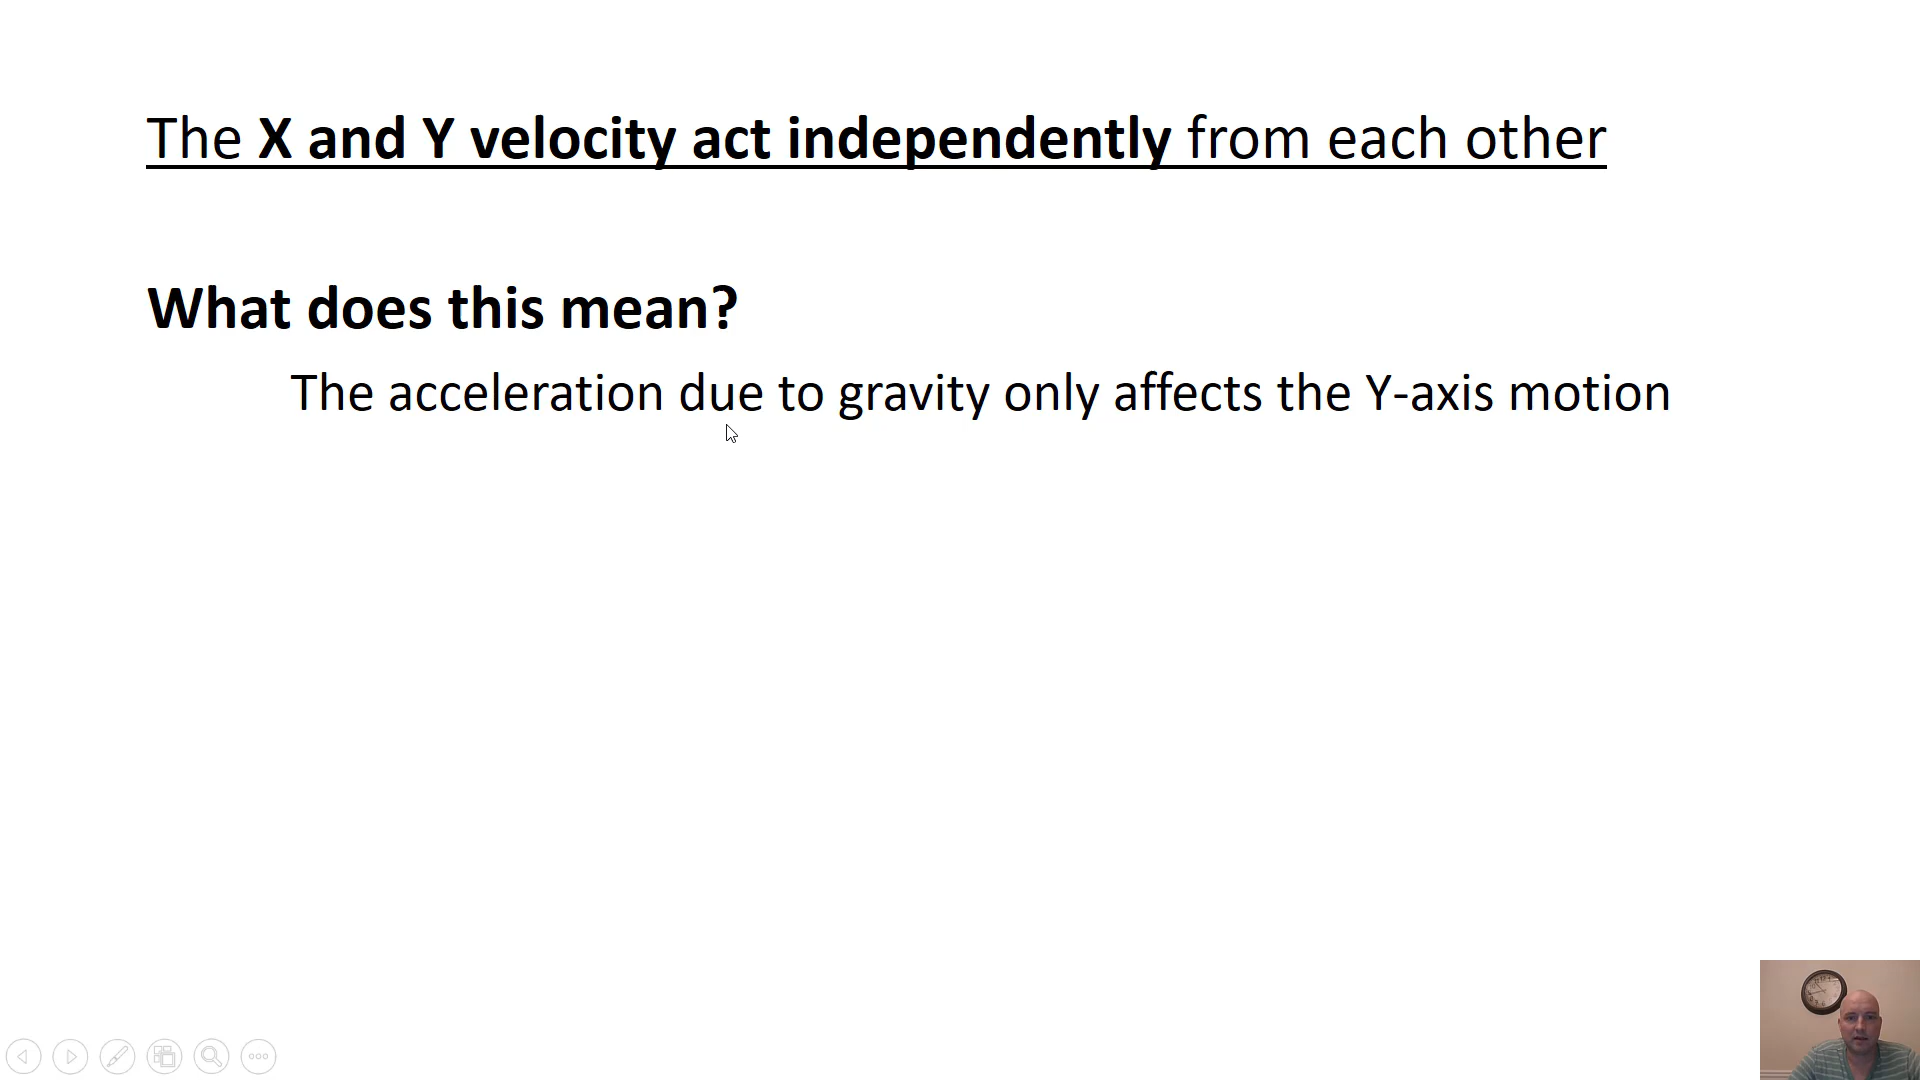 The X and Y velocity act independently from each other
What does this mean?
The acceleration due to gravity only affects the Y-axis motion